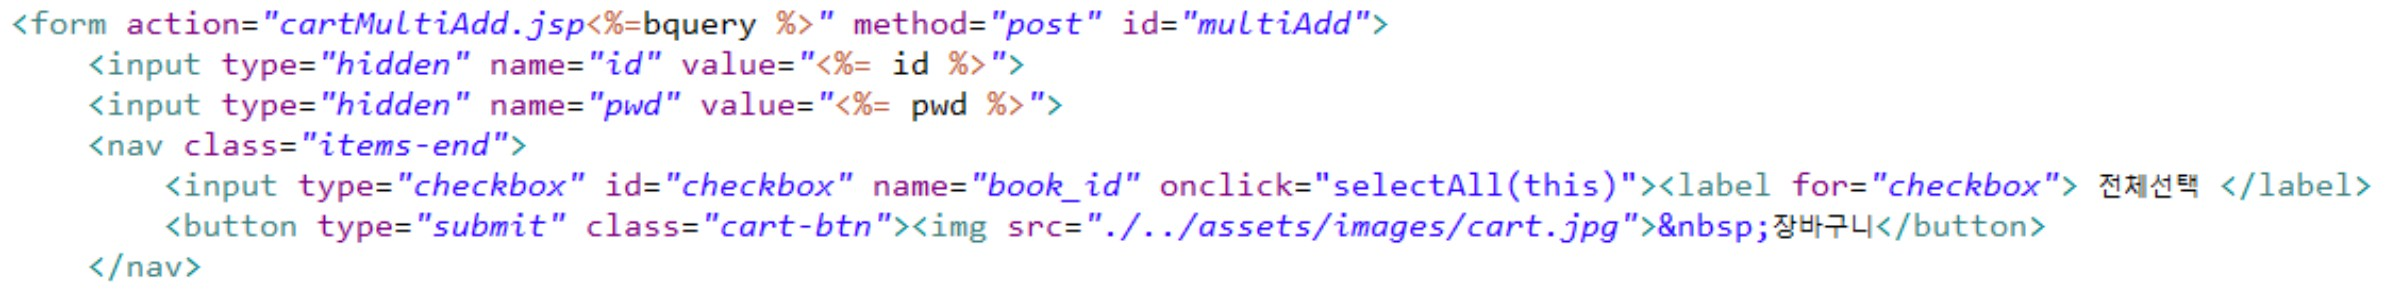 <form action="cartMultiAdd.jsp<%=bquery %>" method="post" id="multiAdd">
<input type="hidden" name="id" value="<%= id %>">
<input type="hidden" name="pwd" value="<%= pwd %>">
<nav class="items-end">
<input type="checkbox" id="checkbox" name="book_id" onclick="selectAll(this)"><label for="checkbox"> 전체선택 </label>
<button type="submit" class="cart-btn"><img src="./../assets/images/cart.jpg">&nbsp;장바구니</button>
</nav>